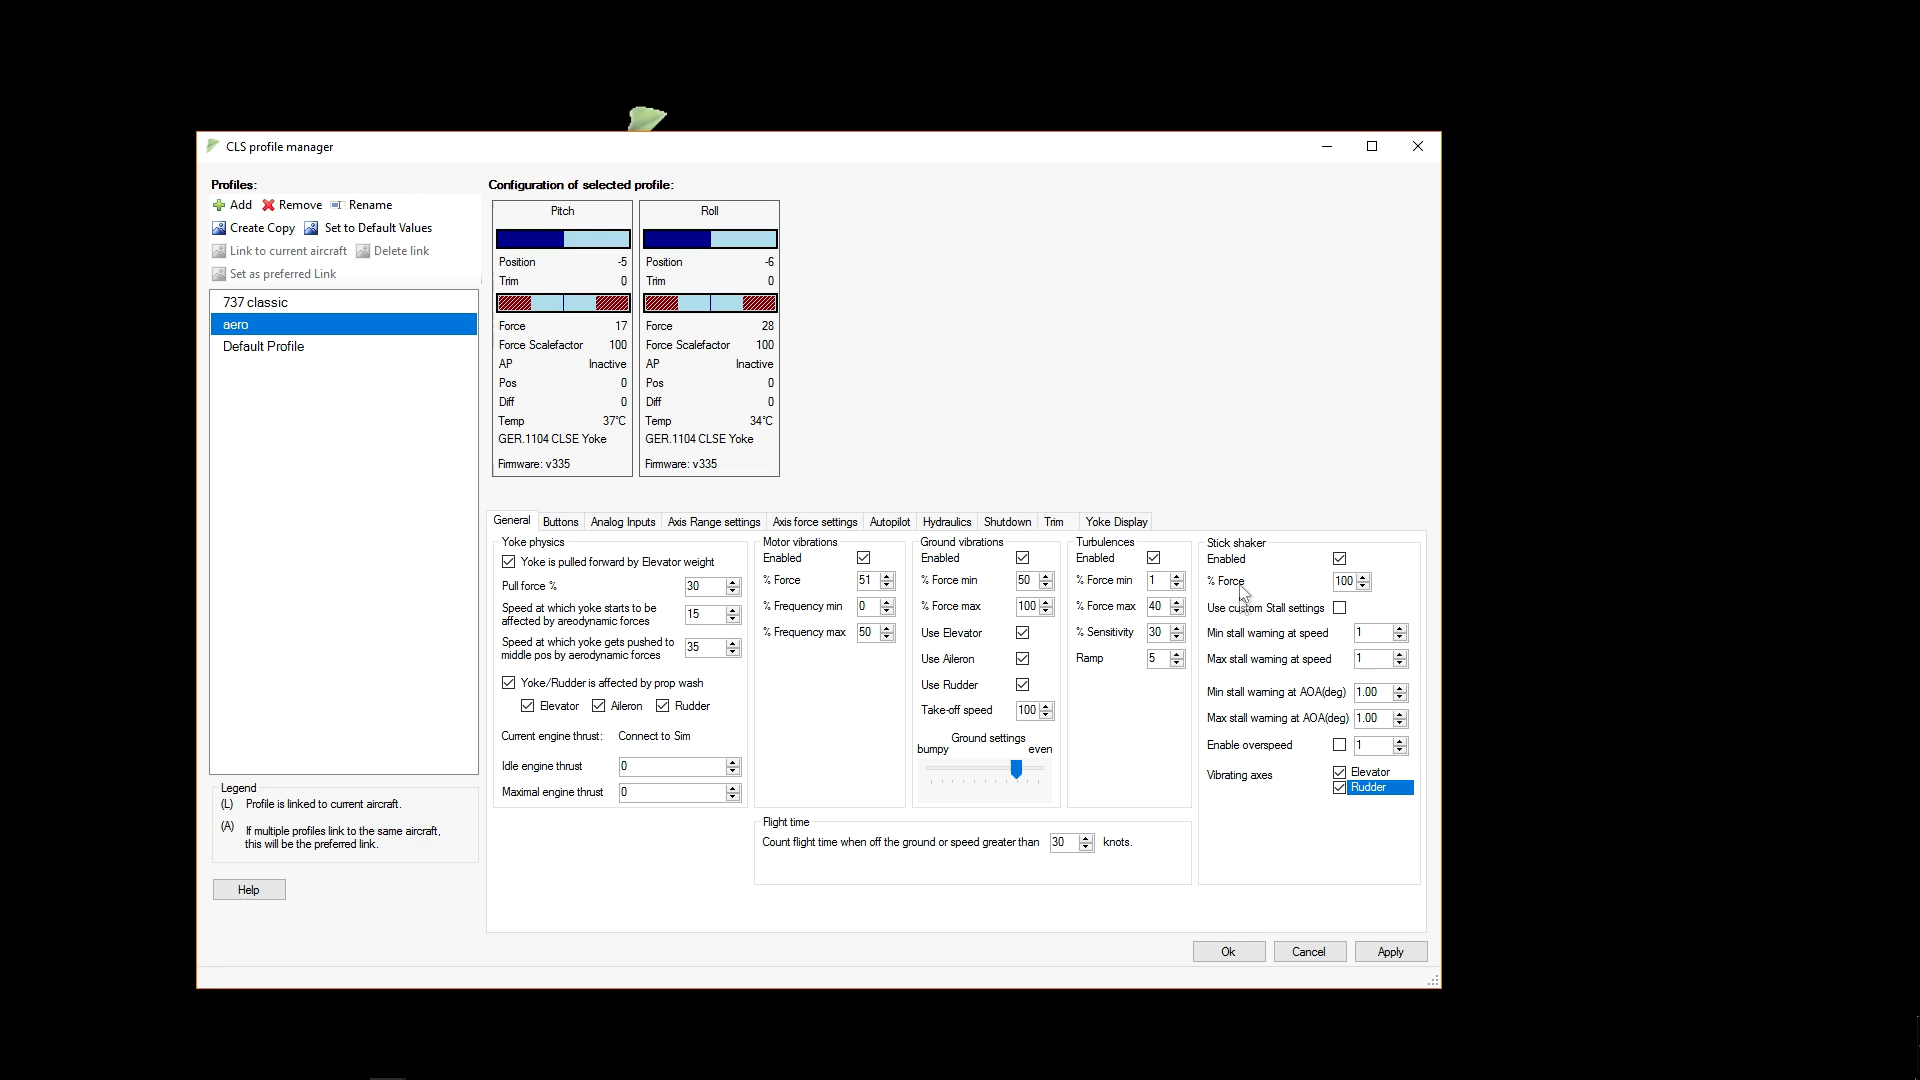 CLS profile manager
Profiles:
Add Remove Rename
Create Copy Set to Default Values
Link to current aircraft Delete link
Set as preferred Link
737 classic
aero
Default Profile
Legend
(L) Profile is linked to current aircraft.
(A) If multiple profiles link to the same aircraft,
this will be the preferred link.
Help
Configuration of selected profile:
Pitch
Position -5
Trim 0
Force 17
Force Scalefactor 100
AP Inactive
Pos 0
Diff 0
Temp 37°C
GER.1104 CLSE Yoke
Firmware: v335
Roll
Position -6
Trim 0
Force 28
Force Scalefactor 100
AP Inactive
Pos 0
Diff 0
Temp 34°C
GER.1104 CLSE Yoke
Firmware: v335
General Buttons Analog Inputs Axis Range settings Axis force settings Autopilot Hydraulics Shutdown Trim Yoke Display
Yoke physics
Yoke is pulled forward by Elevator weight
Pull force % 30
Speed at which yoke starts to be
affected by areodynamic forces 15
Speed at which yoke gets pushed to
middle pos by aerodynamic forces 35
Yoke/Rudder is affected by prop wash
Elevator Aileron Rudder
Current engine thrust: Connect to Sim
Idle engine thrust 0
Maximal engine thrust 0
Motor vibrations
Enabled
% Force 51
% Frequency min 0
% Frequency max 50
Ground vibrations
Enabled
% Force min 50
% Force max 100
Use Elevator
Use Aileron
Use Rudder
Take-off speed 100
Ground settings
bumpy even
Turbulences
Enabled
% Force min 1
% Force max 40
% Sensitivity 30
Ramp 5
Flight time
Count flight time when off the ground or speed greater than 30 knots.
Stick shaker
Enabled
% Force 100
Use custom Stall settings
Min stall warning at speed 1
Max stall warning at speed 1
Min stall warning at AOA(deg) 1.00
Max stall warning at AOA(deg) 1.00
Enable overspeed 1
Vibrating axes Elevator
Rudder
Ok Cancel Apply